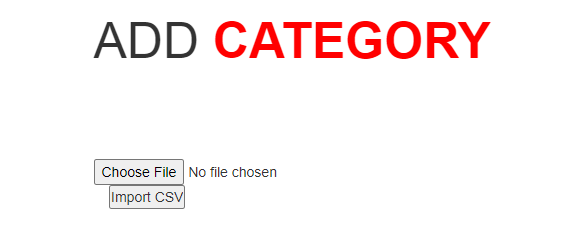 ADD CATEGORY
Choose File No file chosen
Import CSV